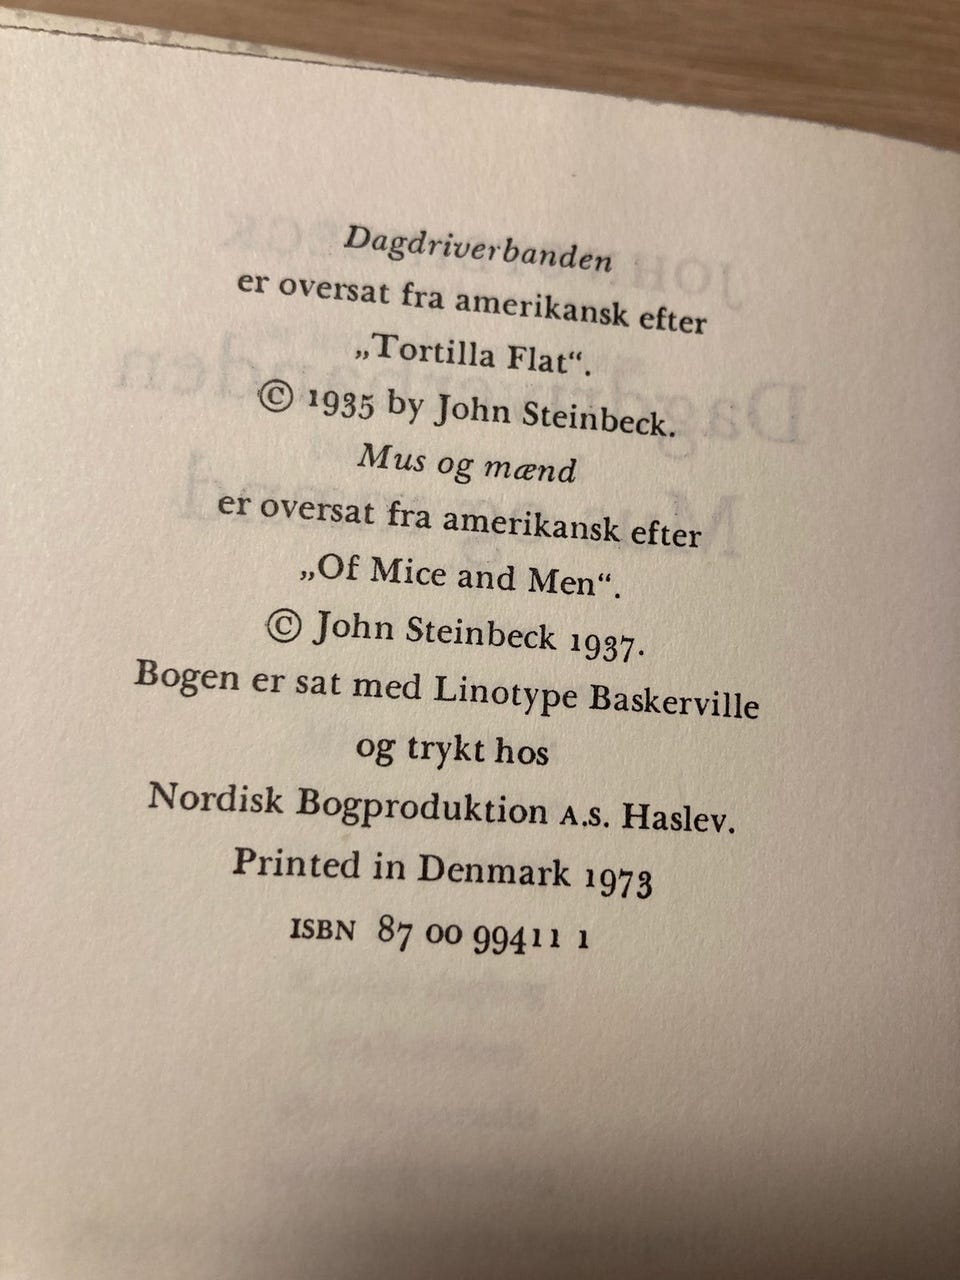 Dagdriverbanden
er oversat fra amerikansk efter
„Tortilla Flat“.
© 1935 by John Steinbeck.
Mus og mænd
er oversat fra amerikansk efter
„Of Mice and Men“.
© John Steinbeck 1937.
Bogen er sat med Linotype Baskerville
og trykt hos
Nordisk Bogproduktion A.S. Haslev.
Printed in Denmark 1973
ISBN 87 00 99411 1